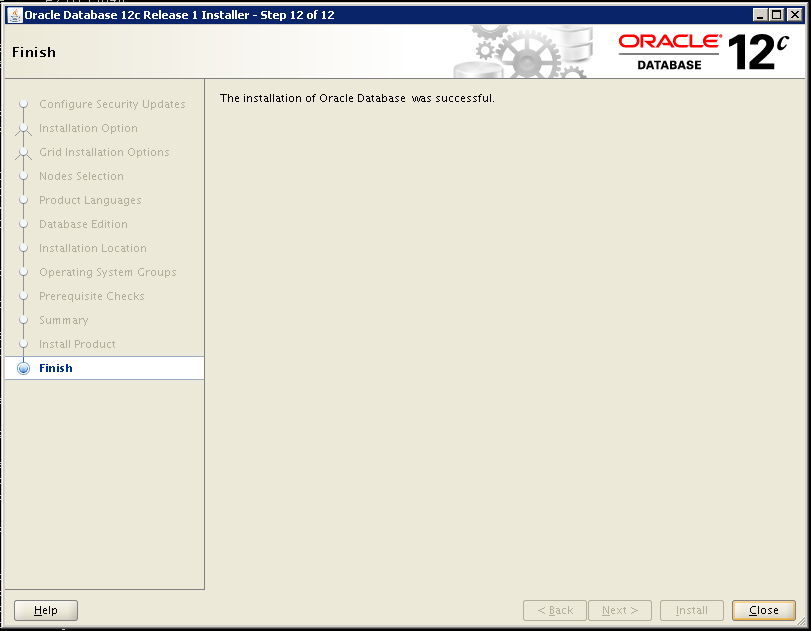 Oracle Database 12c Release 1 Installer - Step 12 of 12
Finish
ORACLE®
DATABASE
12c
Configure Security Updates
Installation Option
Grid Installation Options
Nodes Selection
Product Languages
Database Edition
Installation Location
Operating System Groups
Prerequisite Checks
Summary
Install Product
Finish
The installation of Oracle Database  was successful.
Help
< Back
Next >
Install
Close